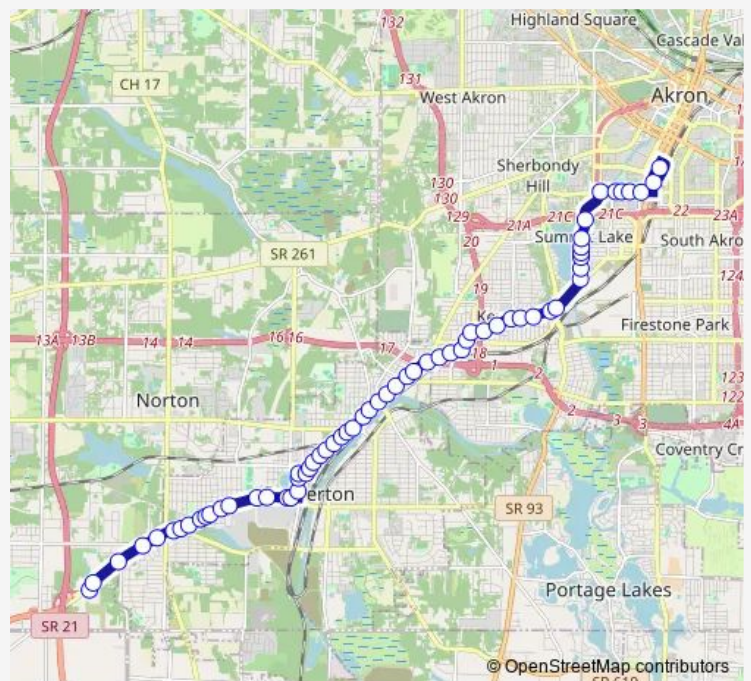 132
Highland Square
Cascade Val
CH 17
131
West Akron
Akron
Sherbondy
Hill
130
130
129
21A
21C
21C
22
23A
20
Lake
South Akro
SR 261
124
19
Firestone Park
13A
13B
14
14
16
16
17
18
1
2
123
122
Norton
2
3
3
4A
Coventry Cr
erton
SR 93
Portage Lakes
SR 21
© OpenStreetMap contributors